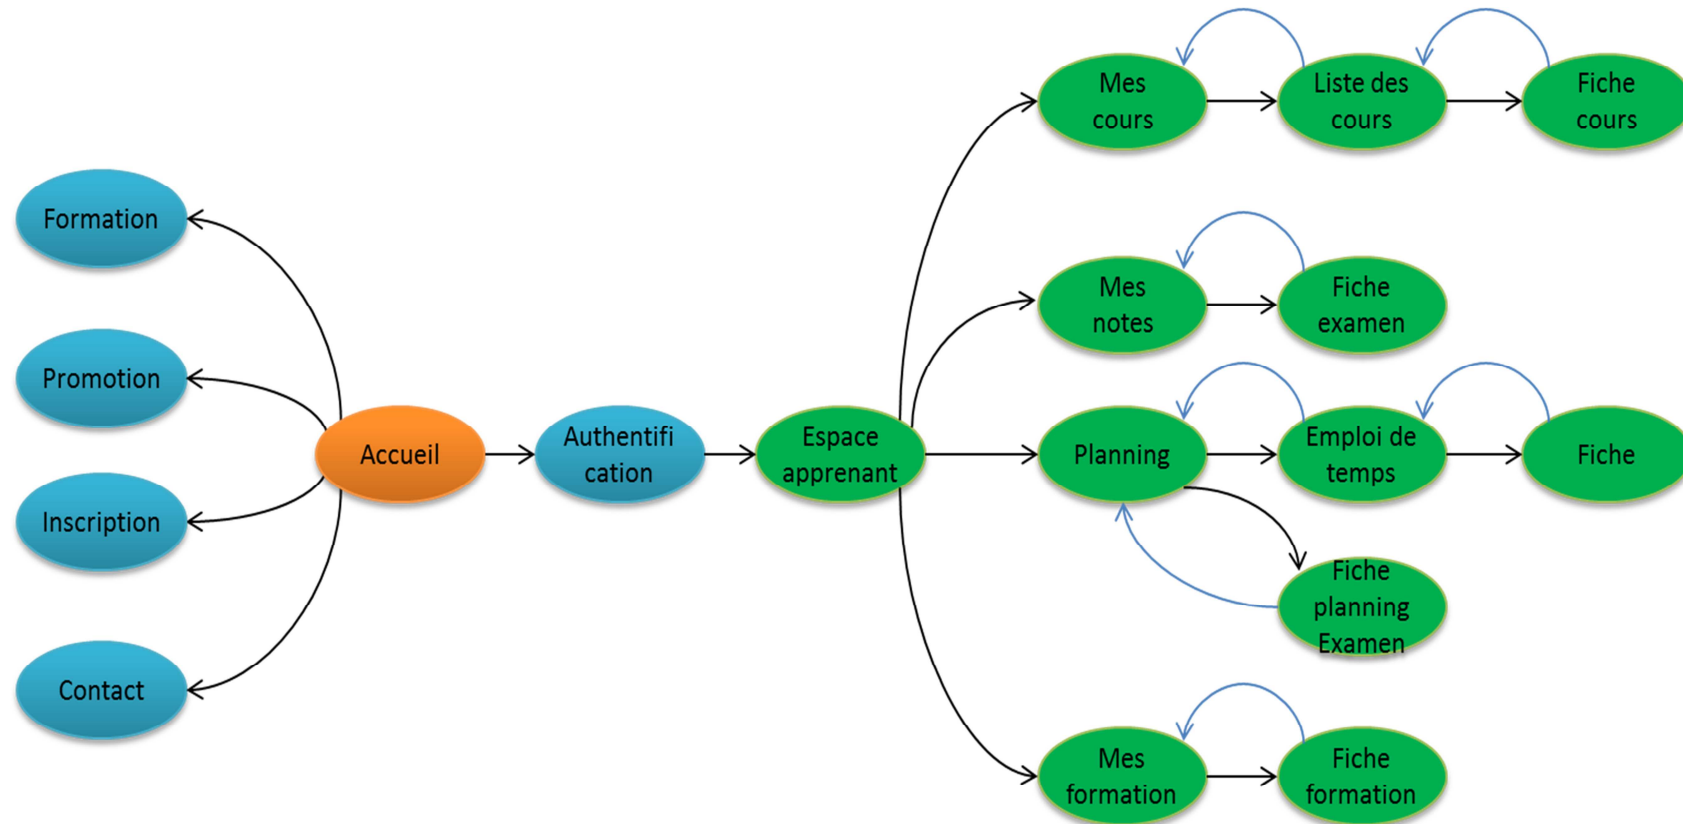 Formation
Promotion
Inscription
Contact
Accueil
Authentifi
cation
Espace
apprenant
Mes
cours
Liste des
cours
Fiche
cours
Mes
notes
Fiche
examen
Planning
Emploi de
temps
Fiche
Fiche
planning
Examen
Mes
formation
Fiche
formation